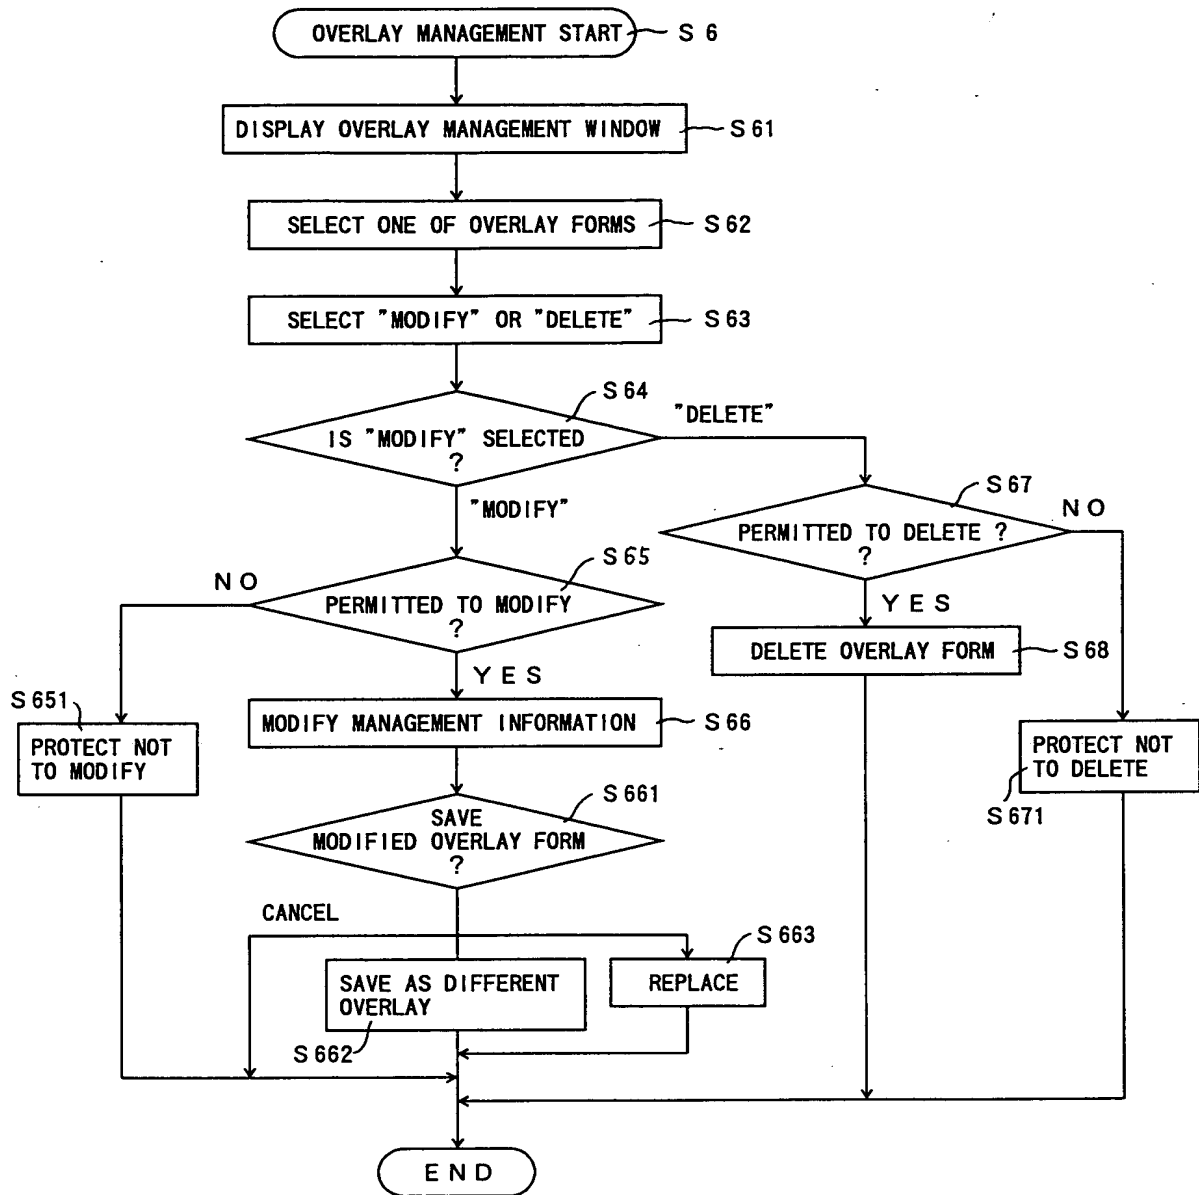 OVERLAY MANAGEMENT START
S 6
DISPLAY OVERLAY MANAGEMENT WINDOW
S 61
SELECT ONE OF OVERLAY FORMS
S 62
SELECT "MODIFY" OR "DELETE"
S 63
S 64
IS "MODIFY" SELECTED
?
"DELETE"
"MODIFY"
S 67
PERMITTED TO DELETE ?
?
NO
YES
S 65
NO
PERMITTED TO MODIFY
?
YES
DELETE OVERLAY FORM
S 68
S 651
PROTECT NOT
TO MODIFY
MODIFY MANAGEMENT INFORMATION
S 66
PROTECT NOT
TO DELETE
S 671
S 661
SAVE
MODIFIED OVERLAY FORM
?
CANCEL
S 663
SAVE AS DIFFERENT
OVERLAY
REPLACE
S 662
END